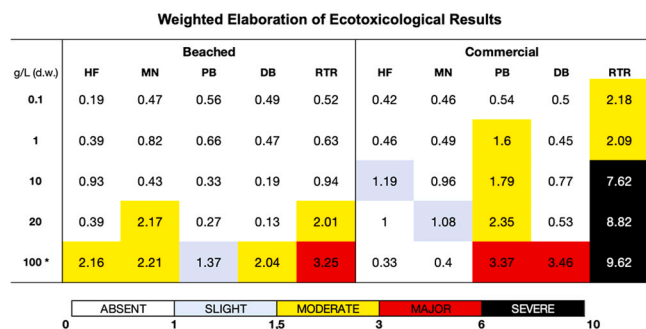 Weighted Elaboration of Ecotoxicological Results
Beached Commercial
g/L (d.w.) HF MN PB DB RTR HF MN PB DB RTR
0.1 0.19 0.47 0.56 0.49 0.52 0.42 0.46 0.54 0.5 2.18
1 0.39 0.82 0.66 0.47 0.63 0.46 0.49 1.6 0.45 2.09
10 0.93 0.43 0.33 0.19 0.94 1.19 0.96 1.79 0.77 7.62
20 0.39 2.17 0.27 0.13 2.01 1 1.08 2.35 0.53 8.82
100 * 2.16 2.21 1.37 2.04 3.25 0.33 0.4 3.37 3.46 9.62
ABSENT SLIGHT MODERATE MAJOR SEVERE
0 1 1.5 3 6 10